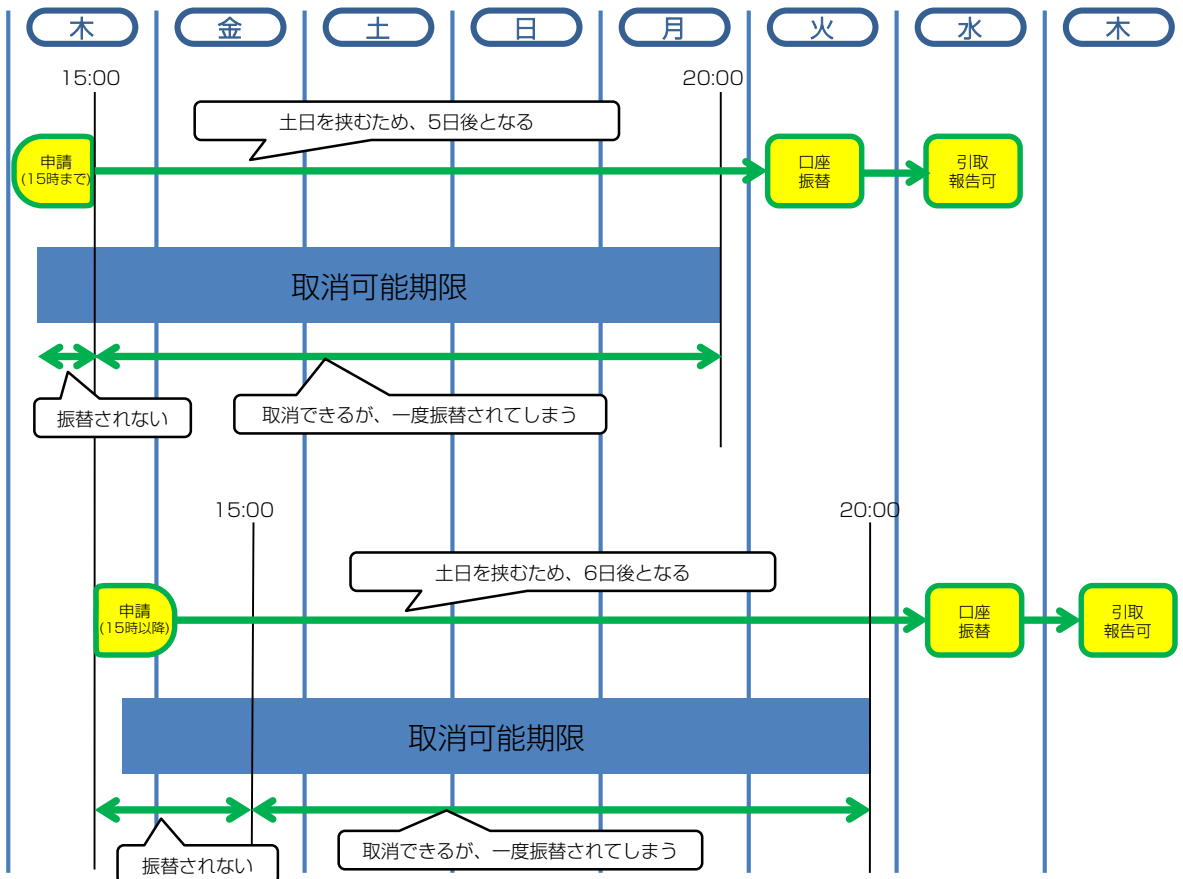 木
金
土
日
月
火
水
木
15:00
20:00
土日を挟むため、5日後となる
申請
(15時まで)
口座
振替
引取
報告可
取消可能期限
振替されない
取消できるが、一度振替されてしまう
15:00
20:00
土日を挟むため、6日後となる
申請
(15時以降)
口座
振替
引取
報告可
取消可能期限
振替されない
取消できるが、一度振替されてしまう